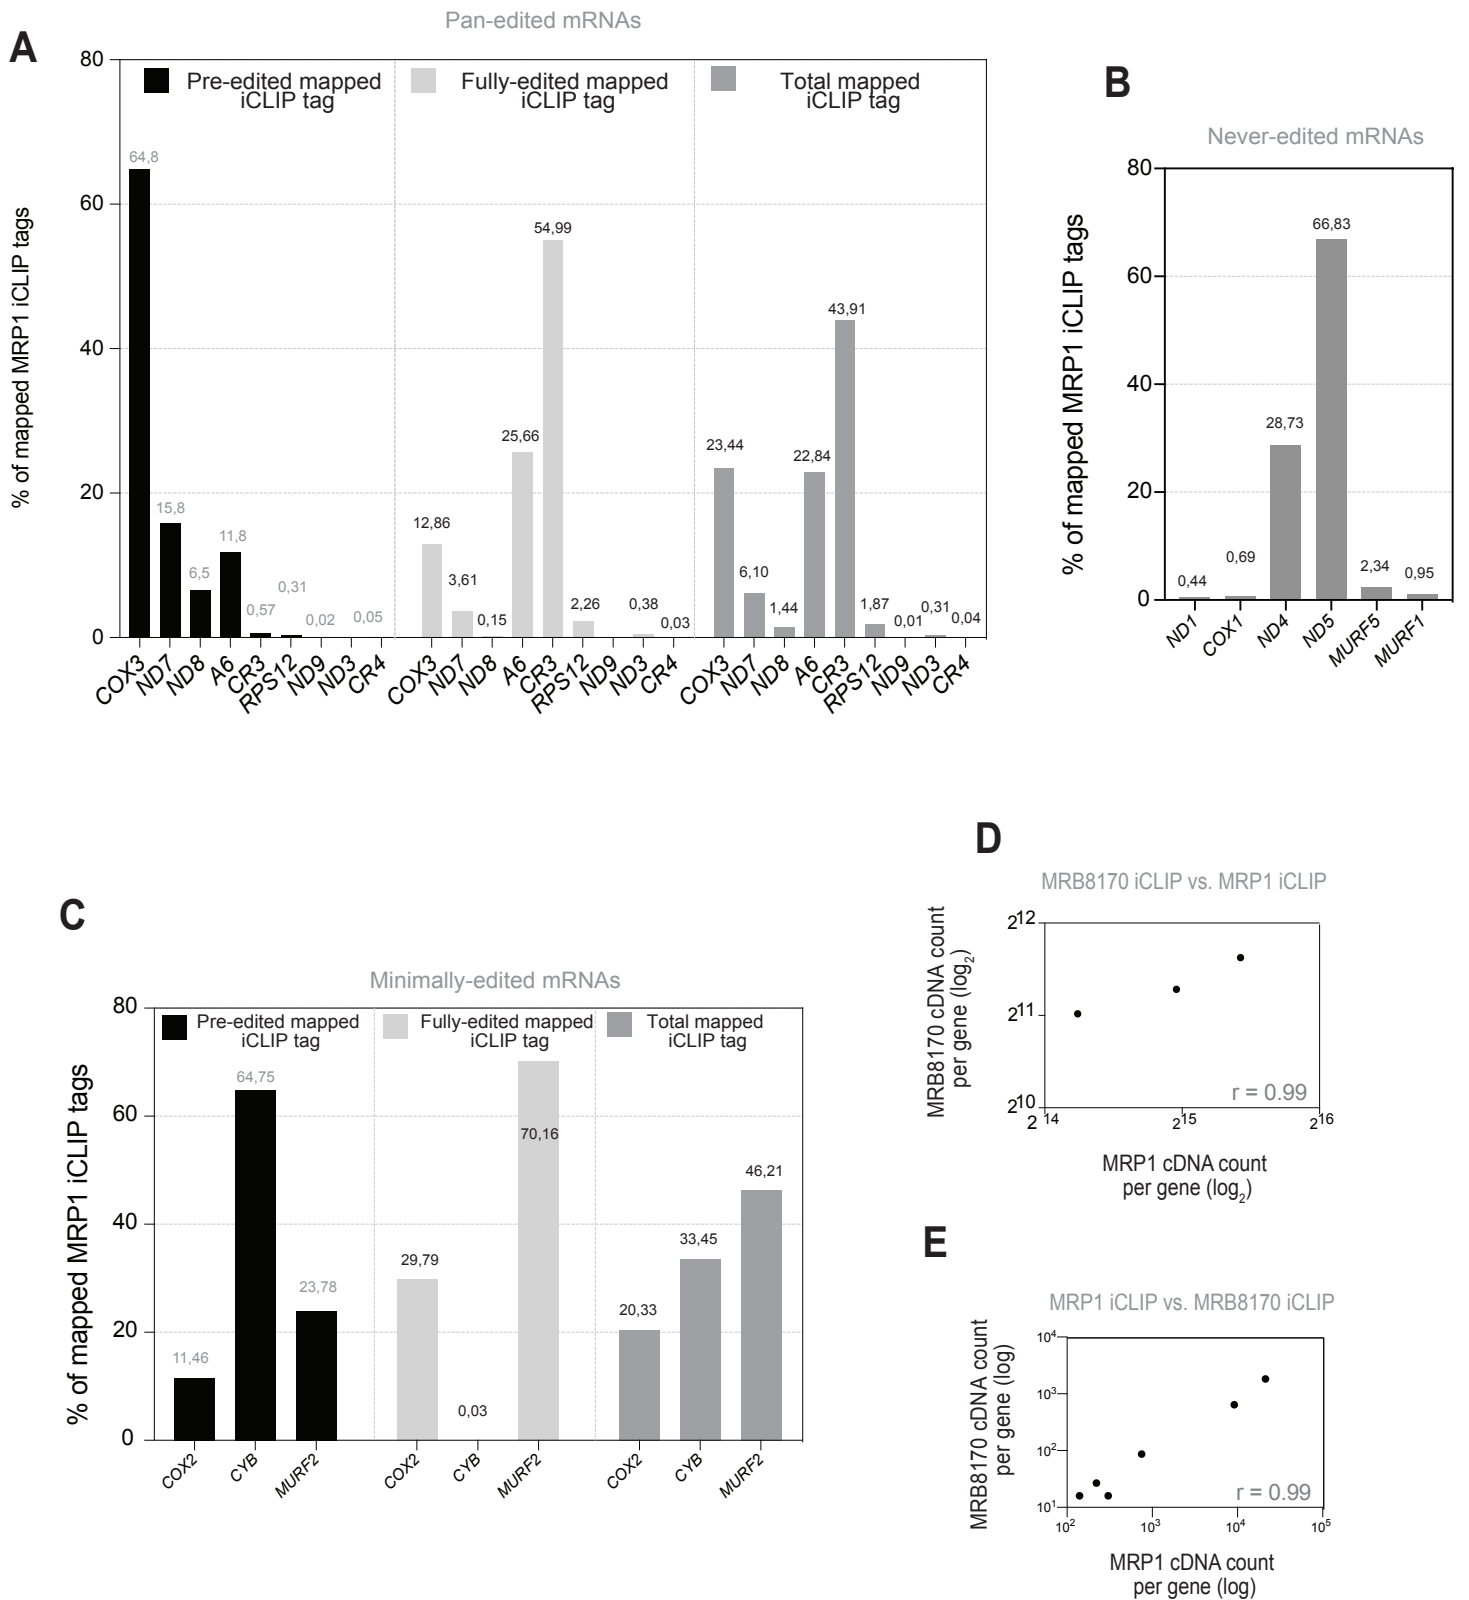 Pan-edited mRNAs
A
% of mapped MRP1 iCLIP tags
80
60
40
20
0
Pre-edited mapped
iCLIP tag
Fully-edited mapped
iCLIP tag
Total mapped
iCLIP tag
64,8
15,8
6,5
11,8
0,57
0,31
0,02
0,05
12,86
3,61
0,15
25,66
54,99
2,26
0,38
0,03
23,44
6,10
1,44
22,84
43,91
1,87
0,01
0,31
0,04
COX3
ND7
ND8
A6
CR3
RPS12
ND9
ND3
CR4
COX3
ND7
ND8
A6
CR3
RPS12
ND9
ND3
CR4
COX3
ND7
ND8
A6
CR3
RPS12
ND9
ND3
CR4
B
Never-edited mRNAs
% of mapped MRP1 iCLIP tags
80
60
40
20
0
0,44
0,69
28,73
66,83
2,34
0,95
ND1
COX1
ND4
ND5
MURF5
MURF1
C
Minimally-edited mRNAs
% of mapped MRP1 iCLIP tags
80
60
40
20
0
Pre-edited mapped
iCLIP tag
Fully-edited mapped
iCLIP tag
Total mapped
iCLIP tag
11,46
64,75
23,78
29,79
0,03
70,16
20,33
33,45
46,21
COX2
CYB
MURF2
COX2
CYB
MURF2
COX2
CYB
MURF2
D
MRB8170 iCLIP vs. MRP1 iCLIP
MRB8170 cDNA count
per gene (log2)
2^12
2^11
2^10
r = 0.99
2^14
2^15
2^16
MRP1 cDNA count
per gene (log2)
E
MRP1 iCLIP vs. MRB8170 iCLIP
MRB8170 cDNA count
per gene (log)
10^4
10^3
10^2
10^1
r = 0.99
10^2
10^3
10^4
10^5
MRP1 cDNA count
per gene (log)